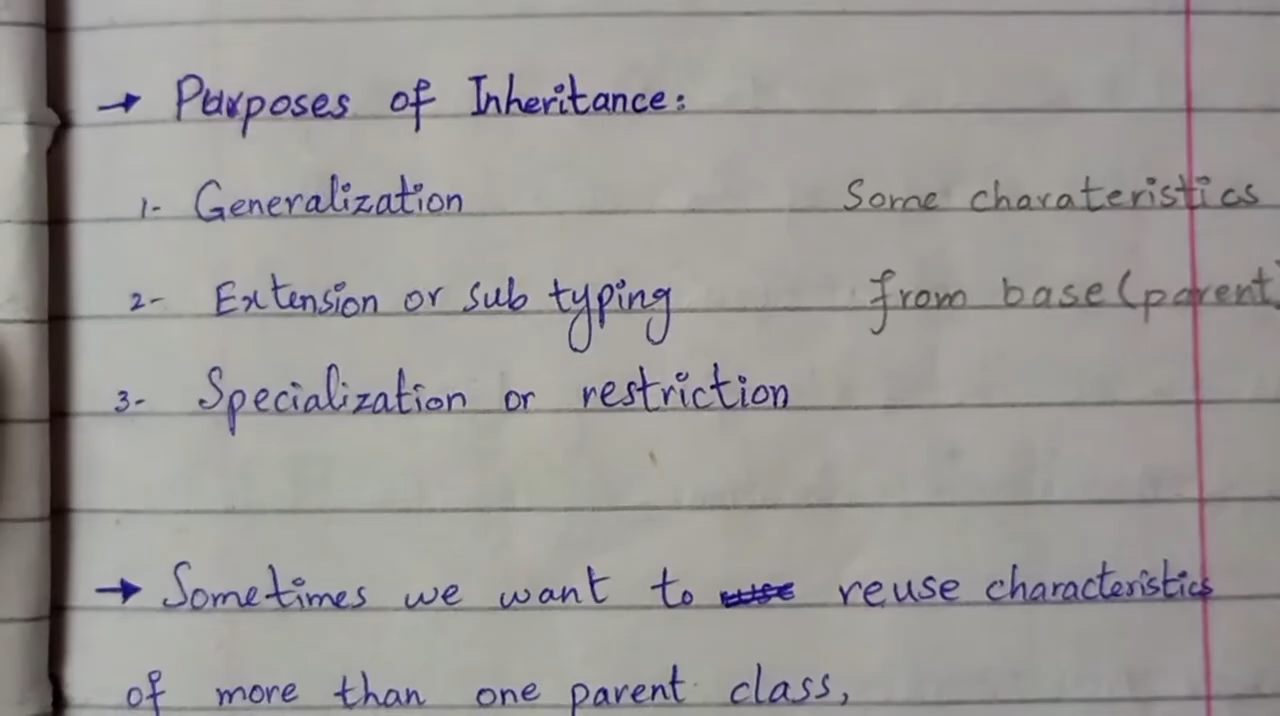 → Purposes of Inheritance:
1- Generalization Some charateristics
2- Extension or sub typing from base (parent)
3- Specialization or restriction
→ Sometimes we want to reuse characteristics
of more than one parent class,